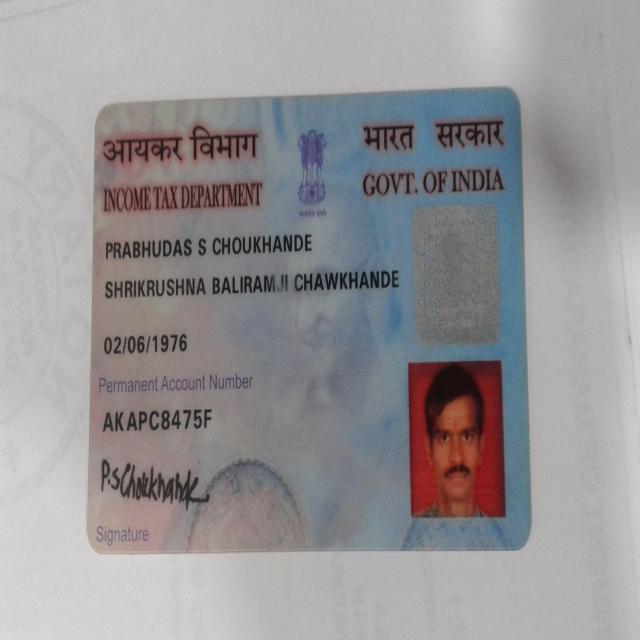 आयकर विभाग
भारत सरकार
INCOME TAX DEPARTMENT
GOVT. OF INDIA
PRABHUDAS S CHOUKHANDE
SHRIKRUSHNA BALIRAMJI CHAWKHANDE
02/06/1976
Permanent Account Number
AKAPC8475F
P.S Choukhande
Signature